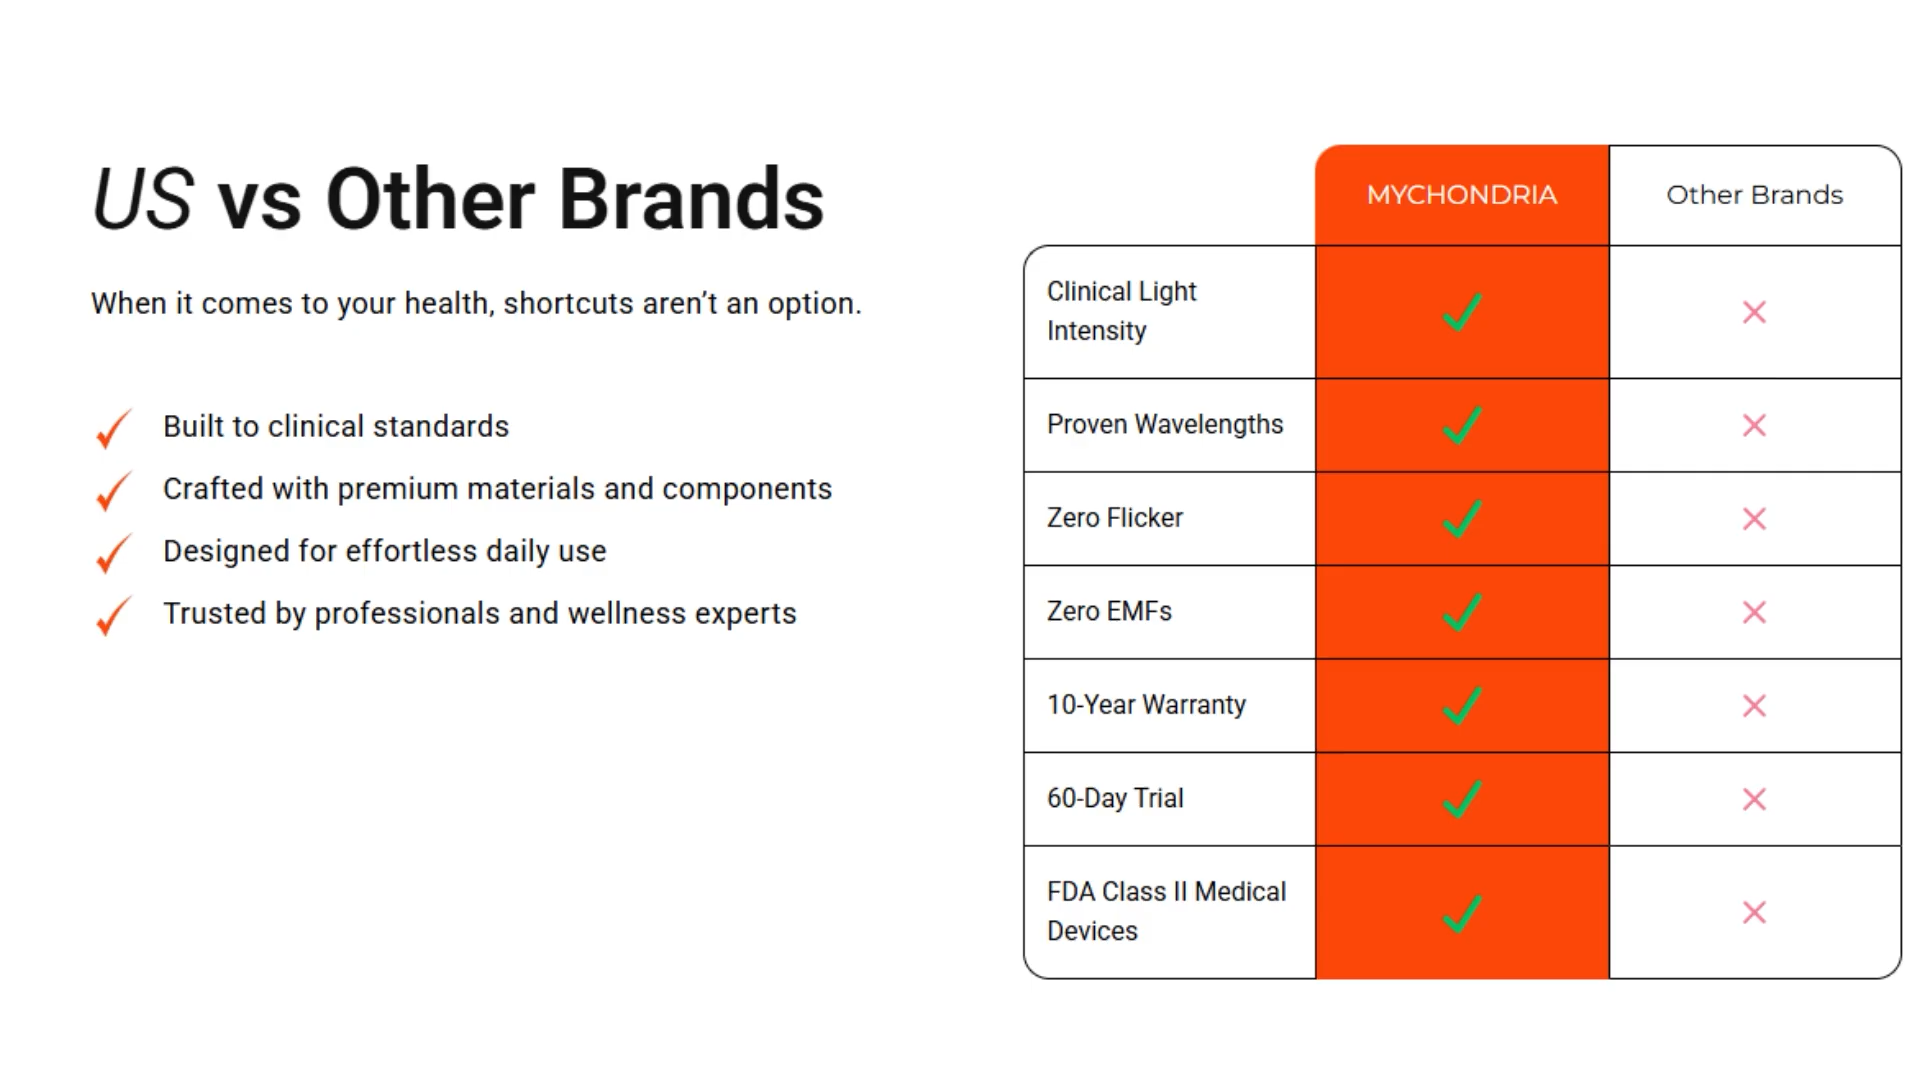 US vs Other Brands
When it comes to your health, shortcuts aren’t an option.
Built to clinical standards
Crafted with premium materials and components
Designed for effortless daily use
Trusted by professionals and wellness experts
MYCHONDRIA
Other Brands
Clinical Light
Intensity
Proven Wavelengths
Zero Flicker
Zero EMFs
10-Year Warranty
60-Day Trial
FDA Class II Medical
Devices